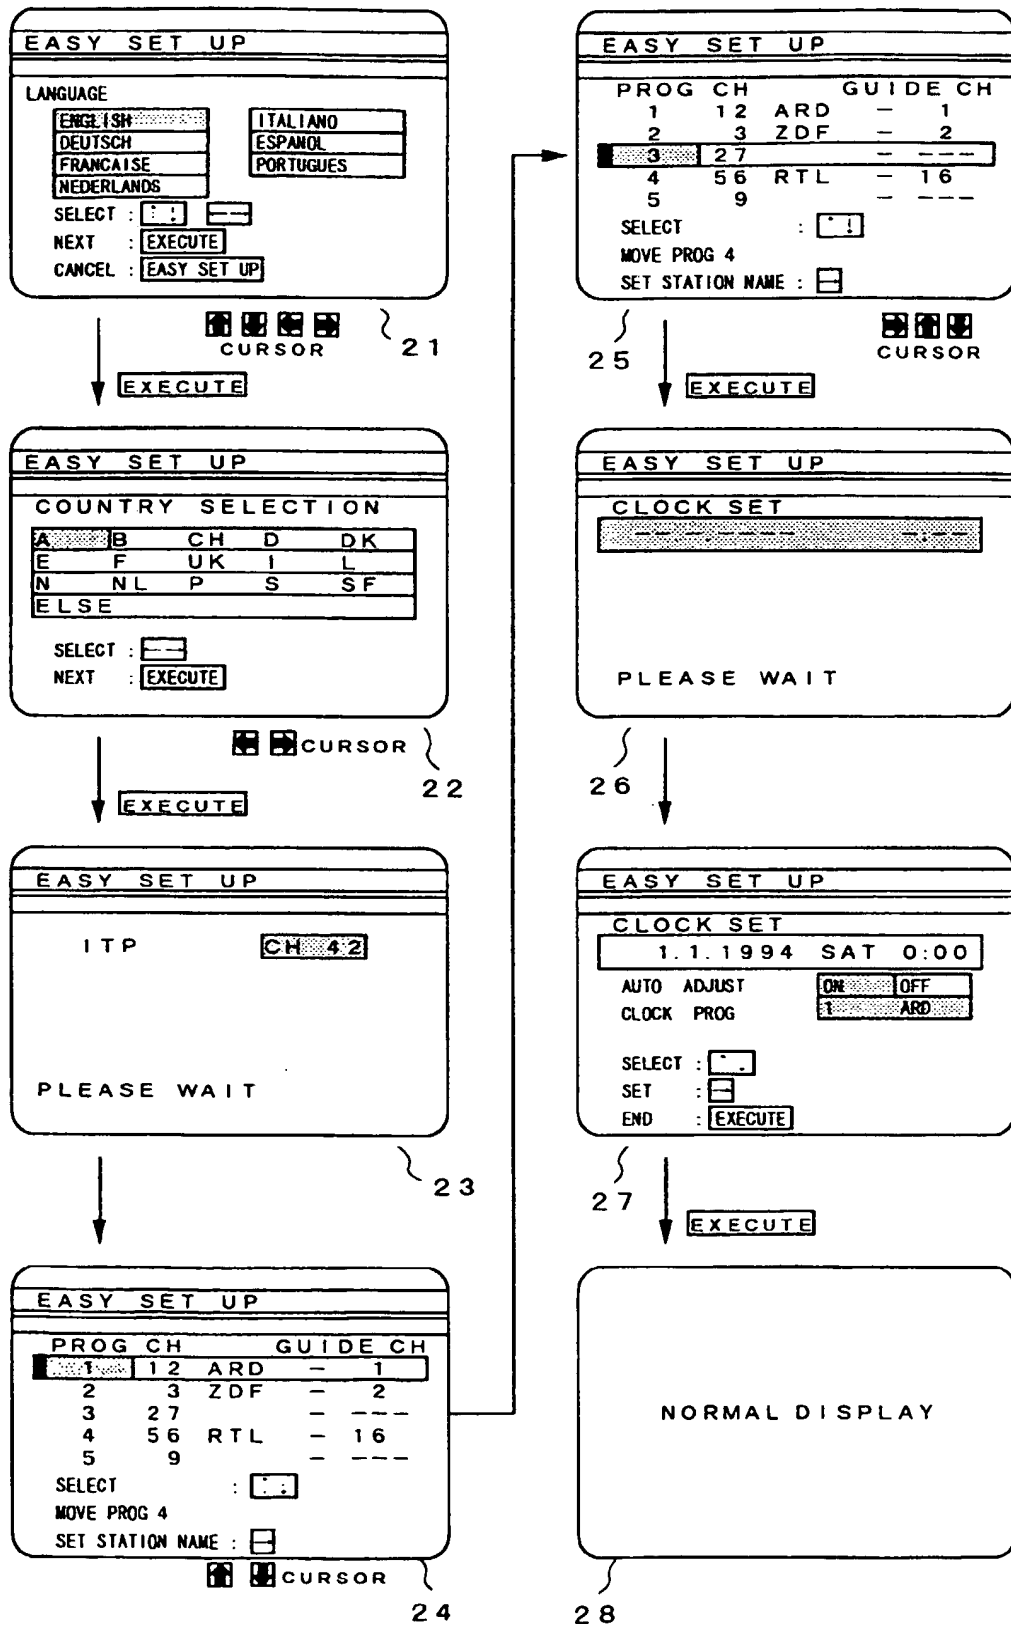 EASY SET UP
LANGUAGE
ENGLISH ITALIANO
DEUTSCH ESPANOL
FRANCAISE PORTUGUES
NEDERLANDS
SELECT :
NEXT : EXECUTE
CANCEL : EASY SET UP
CURSOR
21
EXECUTE
EASY SET UP
COUNTRY SELECTION
A B CH D DK
E F UK I L
N NL P S SF
ELSE
SELECT :
NEXT : EXECUTE
CURSOR
22
EXECUTE
EASY SET UP
ITP CH 42
PLEASE WAIT
23
EASY SET UP
PROG CH GUIDE CH
1 12 ARD - 1
2 3 ZDF - 2
3 27 - ---
4 56 RTL - 16
5 9 - ---
SELECT :
MOVE PROG 4
SET STATION NAME :
CURSOR
24
EASY SET UP
PROG CH GUIDE CH
1 12 ARD - 1
2 3 ZDF - 2
3 27 - ---
4 56 RTL - 16
5 9 - ---
SELECT :
MOVE PROG 4
SET STATION NAME :
25
CURSOR
EXECUTE
EASY SET UP
CLOCK SET
--.--.---- --:--
PLEASE WAIT
26
EASY SET UP
CLOCK SET
1.1.1994 SAT 0:00
AUTO ADJUST ON OFF
CLOCK PROG 1 ARD
SELECT :
SET :
END : EXECUTE
27
EXECUTE
NORMAL DISPLAY
28